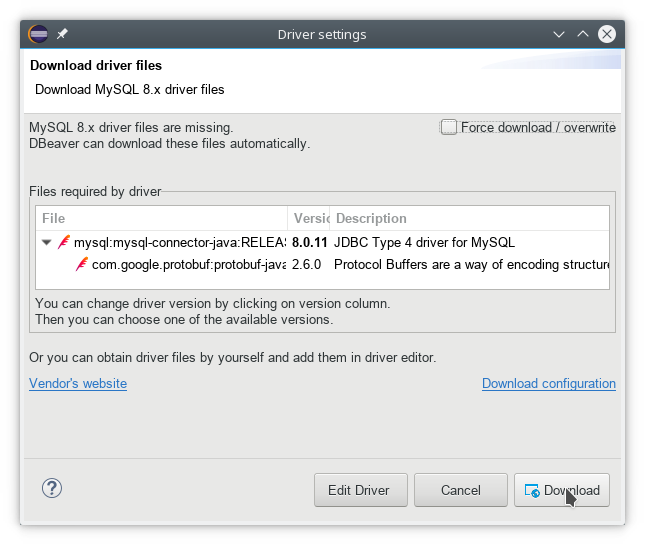 Driver settings
Download driver files
Download MySQL 8.x driver files
MySQL 8.x driver files are missing.
Force download / overwrite
DBeaver can download these files automatically.
Files required by driver
File Versic Description
mysql:mysql-connector-java:RELEAS 8.0.11 JDBC Type 4 driver for MySQL
com.google.protobuf:protobuf-java 2.6.0 Protocol Buffers are a way of encoding structure
You can change driver version by clicking on version column.
Then you can choose one of the available versions.
Or you can obtain driver files by yourself and add them in driver editor.
Vendor's website Download configuration
? Edit Driver Cancel Download